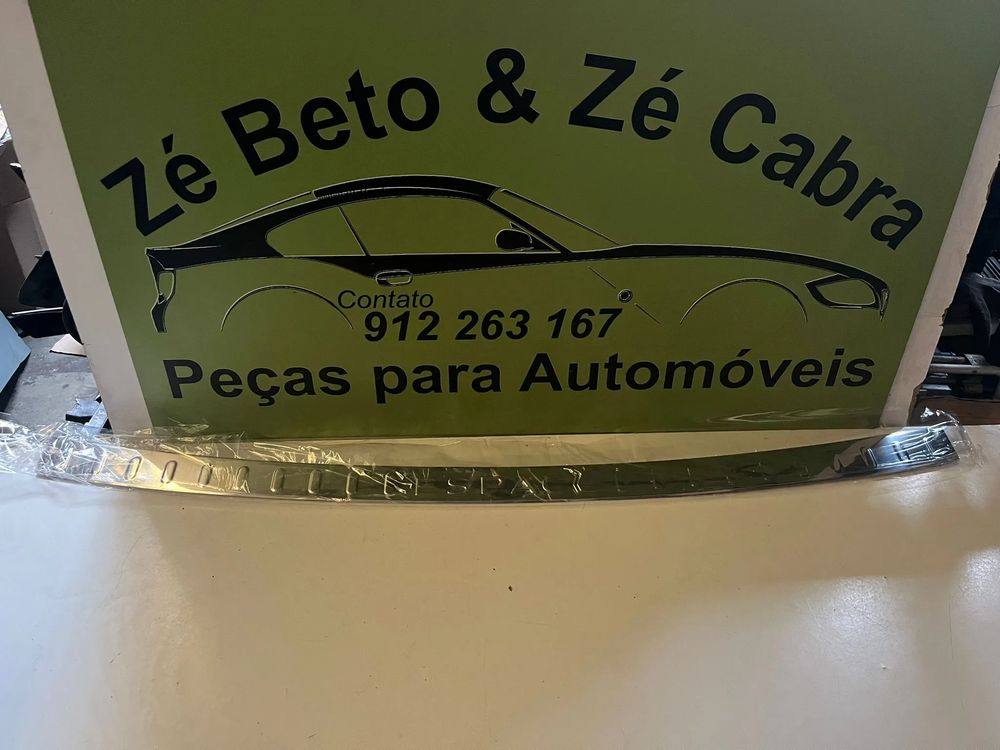 Zé Beto & Zé Cabra
Contato
912 263 167
Peças para Automóveis